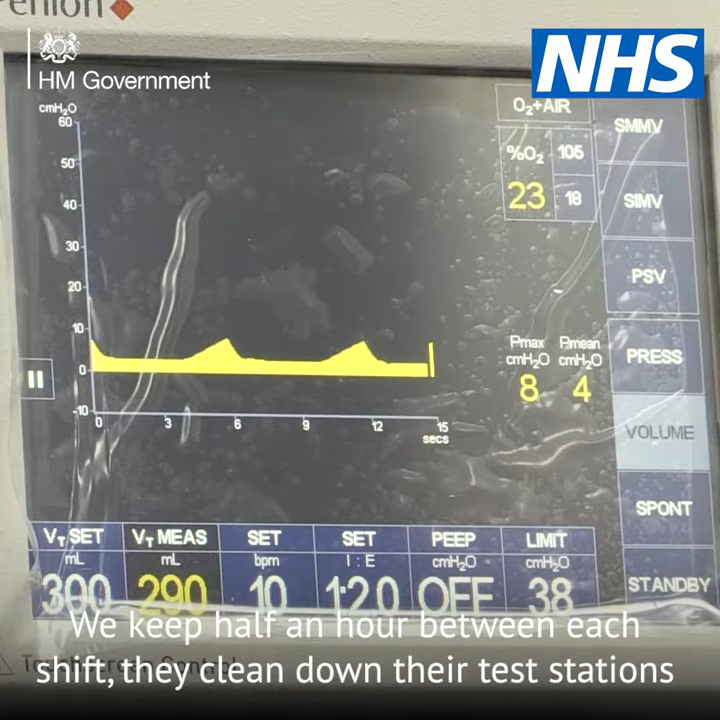 HM Government
NHS
cmH₂O
60
50
40
30
20
10
0
-10
0 3 6 9 12 15
secs
O₂+AIR
%O₂ 105
23 18
Pmax Pmean
cmH₂O cmH₂O
8 4
SMMV
SIMV
PSV
PRESS
VOLUME
SPONT
STANDBY
Vᴛ SET Vᴛ MEAS SET SET PEEP LIMIT
mL mL bpm I : E cmH₂O cmH₂O
300 290 10 1:2.0 OFF 38
We keep half an hour between each
shift, they clean down their test stations